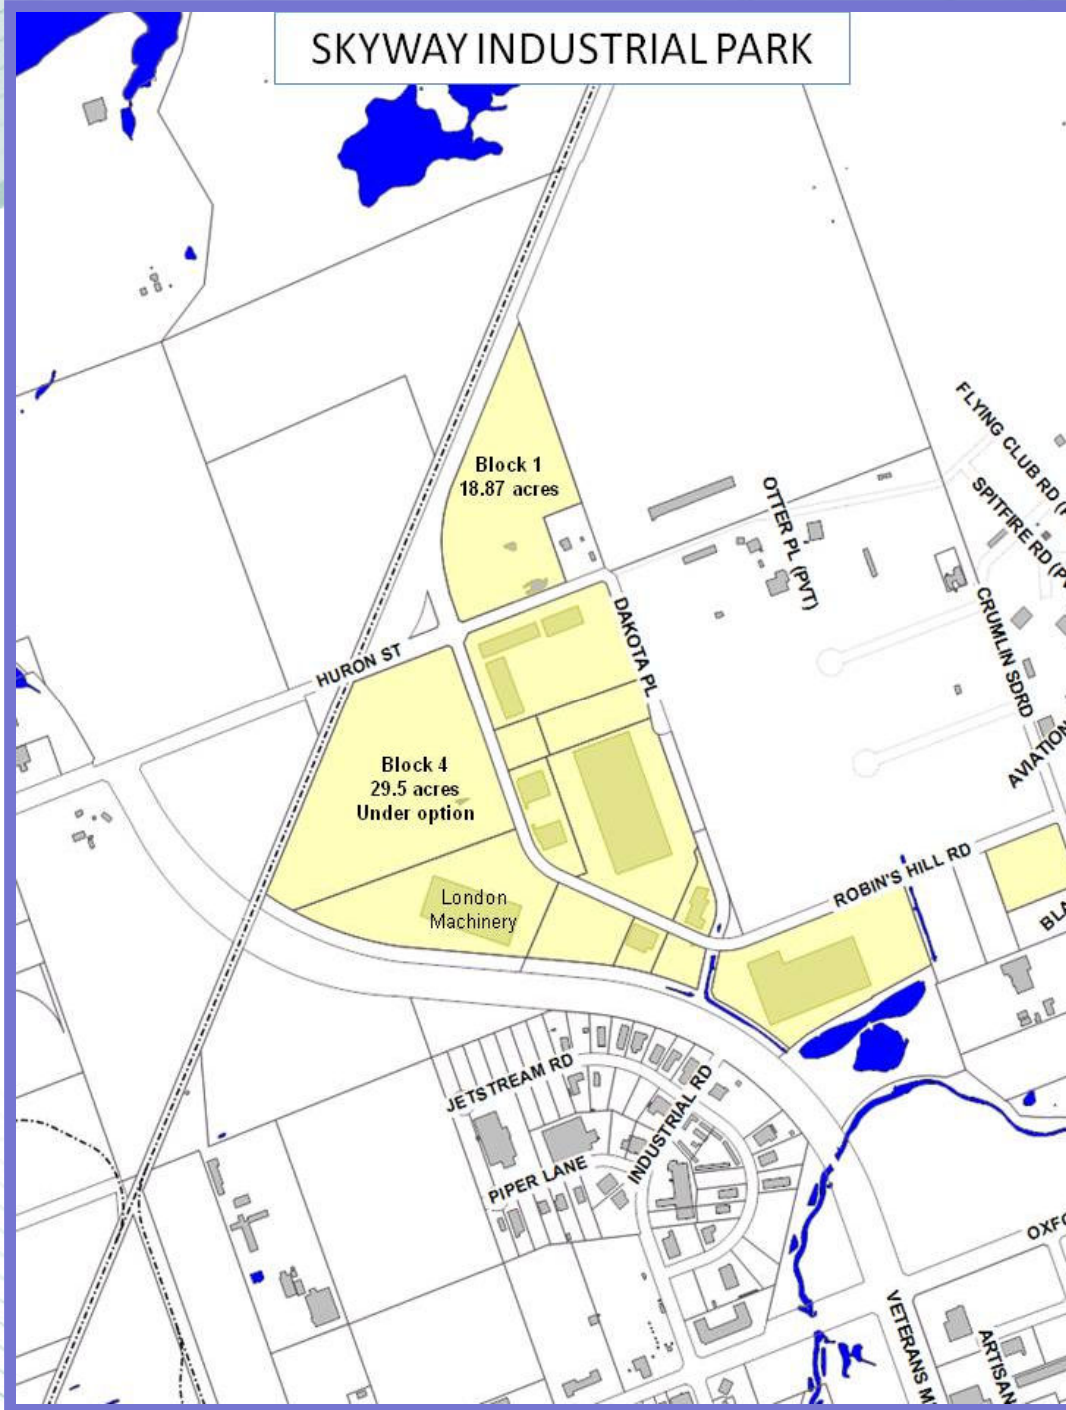 SKYWAY INDUSTRIAL PARK
FLYING CLUB RD
SPITFIRE RD
Block 1
18.87 acres
OTTER PL (PVT)
DAKOTA PL
CRUMLIN SDRD
HURON ST
AVIATION
Block 4
29.5 acres
Under option
ROBIN'S HILL RD
London
Machinery
BLA
JETSTREAM RD
INDUSTRIAL RD
PIPER LANE
OXFO
VETERANS M
ARTISAN